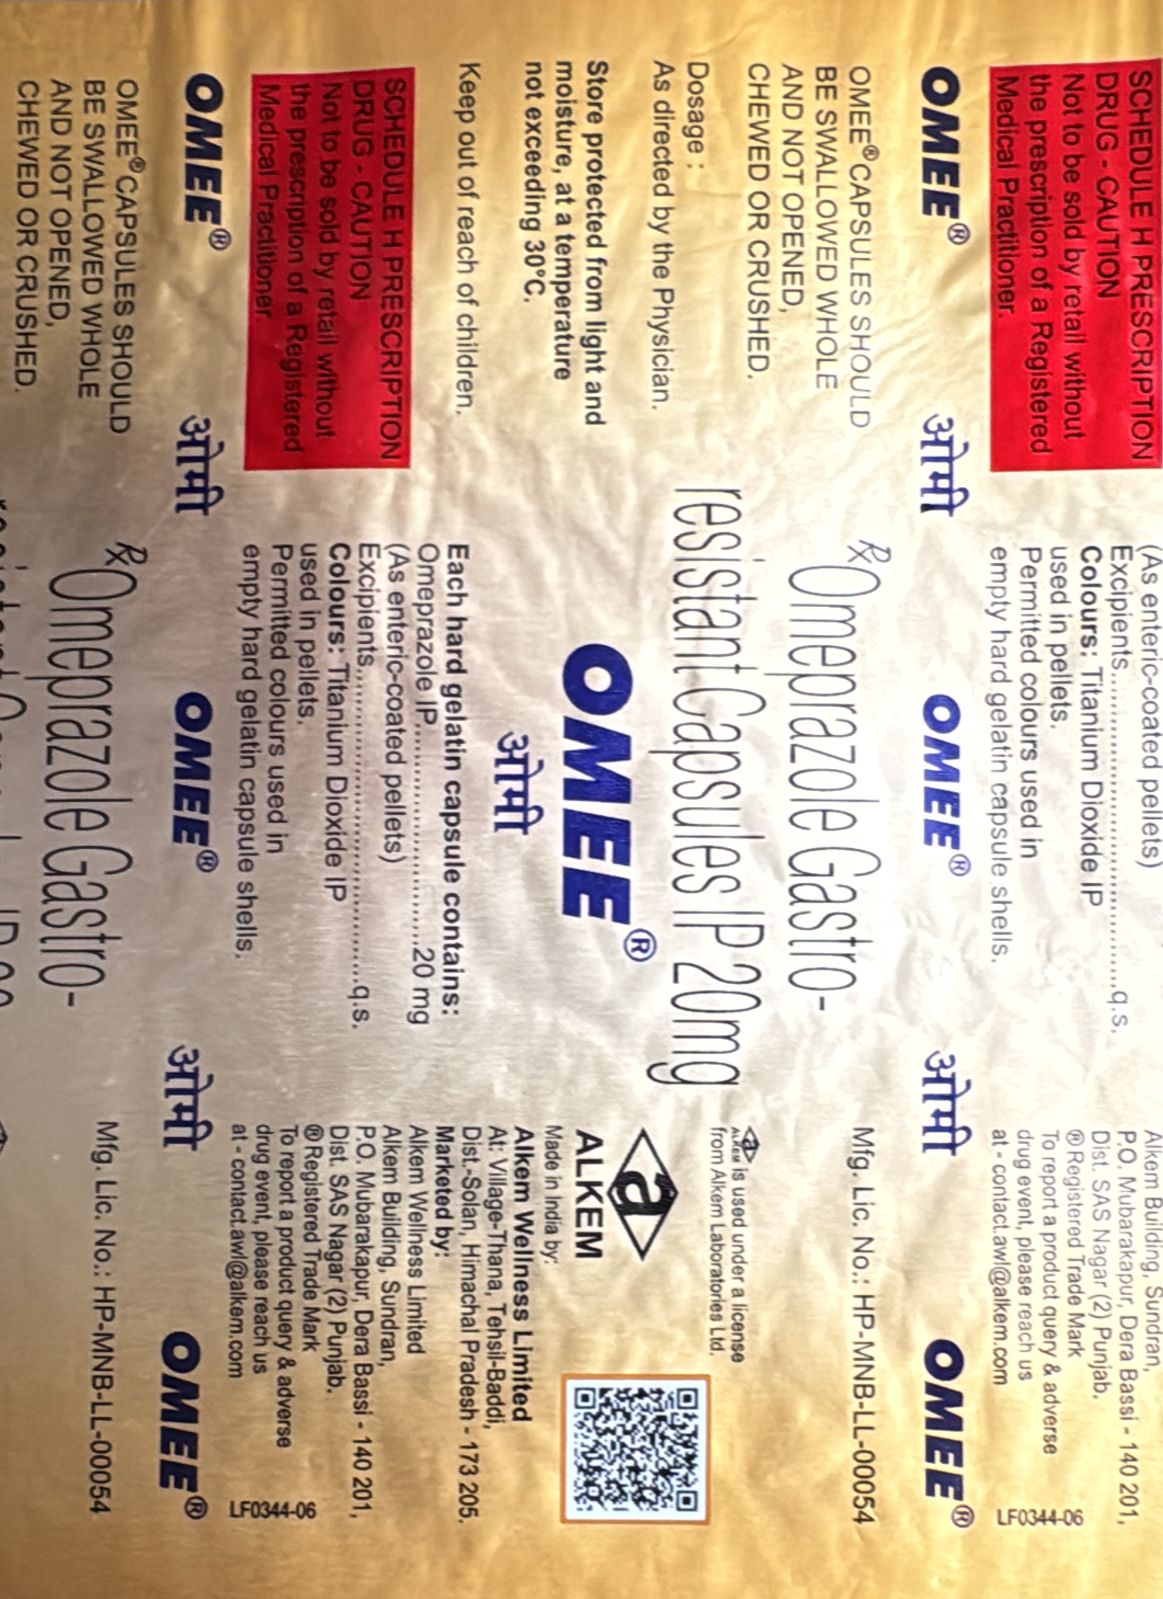 SCHEDULE H PRESCRIPTION
DRUG - CAUTION
Not to be sold by retail without
the prescription of a Registered
Medical Practitioner.
(As enteric-coated pellets)
Excipients..............................q.s.
Colours: Titanium Dioxide IP
used in pellets.
Permitted colours used in
empty hard gelatin capsule shells.
Alkem Building, Sundran,
P.O. Mubarakapur, Dera Bassi - 140 201,
Dist. SAS Nagar (2) Punjab.
® Registered Trade Mark
To report a product query & adverse
drug event, please reach us
at - contact.awl@alkem.com
LF0344-06
OMEE® ओमी OMEE® ओमी OMEE®
OMEE® CAPSULES SHOULD
BE SWALLOWED WHOLE
AND NOT OPENED,
CHEWED OR CRUSHED.
Dosage :
As directed by the Physician.
Store protected from light and
moisture, at a temperature
not exceeding 30°C.
Keep out of reach of children.
SCHEDULE H PRESCRIPTION
DRUG - CAUTION
Not to be sold by retail without
the prescription of a Registered
Medical Practitioner.
Rx Omeprazole Gastro-
resistant Capsules IP 20mg
OMEE®
ओमी
Each hard gelatin capsule contains:
Omeprazole IP..........................20 mg
(As enteric-coated pellets)
Excipients..............................q.s.
Colours: Titanium Dioxide IP
used in pellets.
Permitted colours used in
empty hard gelatin capsule shells.
Mfg. Lic. No.: HP-MNB-LL-00054
a ALKEM is used under a license
from Alkem Laboratories Ltd.
a
ALKEM
Made in India by:
Alkem Wellness Limited
At: Village-Thana, Tehsil-Baddi,
Dist.-Solan, Himachal Pradesh - 173 205.
Marketed by:
Alkem Wellness Limited
Alkem Building, Sundran,
P.O. Mubarakapur, Dera Bassi - 140 201,
Dist. SAS Nagar (2) Punjab.
® Registered Trade Mark
To report a product query & adverse
drug event, please reach us
at - contact.awl@alkem.com
LF0344-06
OMEE® ओमी OMEE® ओमी OMEE®
OMEE® CAPSULES SHOULD
BE SWALLOWED WHOLE
AND NOT OPENED,
CHEWED OR CRUSHED.
Rx Omeprazole Gastro-
Mfg. Lic. No.: HP-MNB-LL-00054